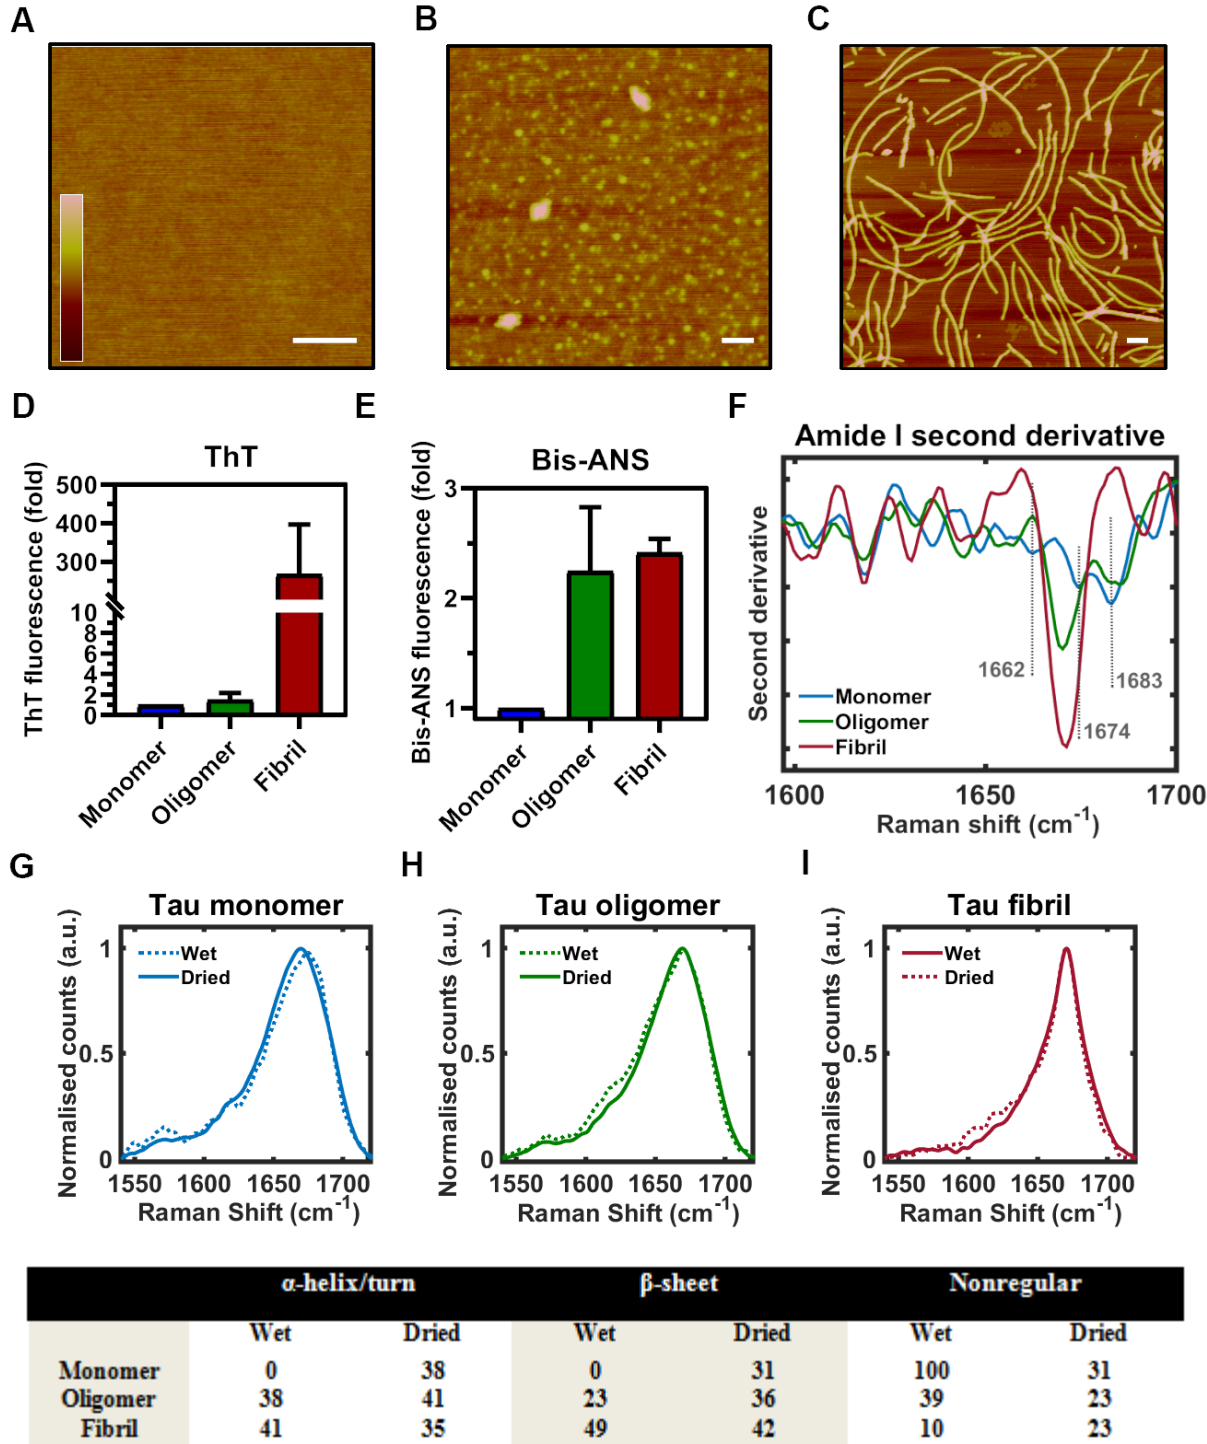 A
B
C
D
E
F
ThT
ThT fluorescence (fold)
500
400
300
10
8
6
4
2
0
Monomer
Oligomer
Fibril
Bis-ANS
Bis-ANS fluorescence (fold)
3
2
1
Monomer
Oligomer
Fibril
Amide I second derivative
Second derivative
1662
1683
1674
Monomer
Oligomer
Fibril
1600
1650
1700
Raman shift (cm⁻¹)
G
H
I
Tau monomer
Normalised counts (a.u.)
1
0.5
0
Wet
Dried
1550 1600 1650 1700
Raman Shift (cm⁻¹)
Tau oligomer
Normalised counts (a.u.)
1
0.5
0
Wet
Dried
1550 1600 1650 1700
Raman Shift (cm⁻¹)
Tau fibril
Normalised counts (a.u.)
1
0.5
0
Wet
Dried
1550 1600 1650 1700
Raman Shift (cm⁻¹)
α-helix/turn β-sheet Nonregular
Wet Dried Wet Dried Wet Dried
Monomer 0 38 0 31 100 31
Oligomer 38 41 23 36 39 23
Fibril 41 35 49 42 10 23